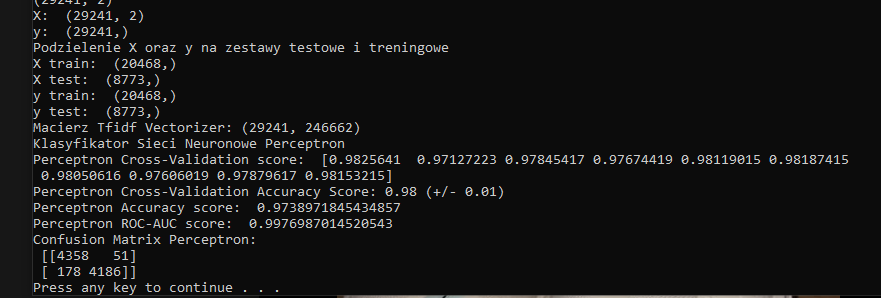 (29241, 2)
X:  (29241, 2)
y:  (29241,)
Podzielenie X oraz y na zestawy testowe i treningowe
X train:  (20468,)
X test:  (8773,)
y train:  (20468,)
y test:  (8773,)
Macierz Tfidf Vectorizer: (29241, 246662)
Klasyfikator Sieci Neuronowe Perceptron
Perceptron Cross-Validation score:  [0.9825641  0.97127223 0.97845417 0.97674419 0.98119015 0.98187415
 0.98050616 0.97606019 0.97879617 0.98153215]
Perceptron Cross-Validation Accuracy Score: 0.98 (+/- 0.01)
Perceptron Accuracy score:  0.9738971845434857
Perceptron ROC-AUC score:  0.9976987014520543
Confusion Matrix Perceptron:
 [[4358   51]
 [ 178 4186]]
Press any key to continue . . .